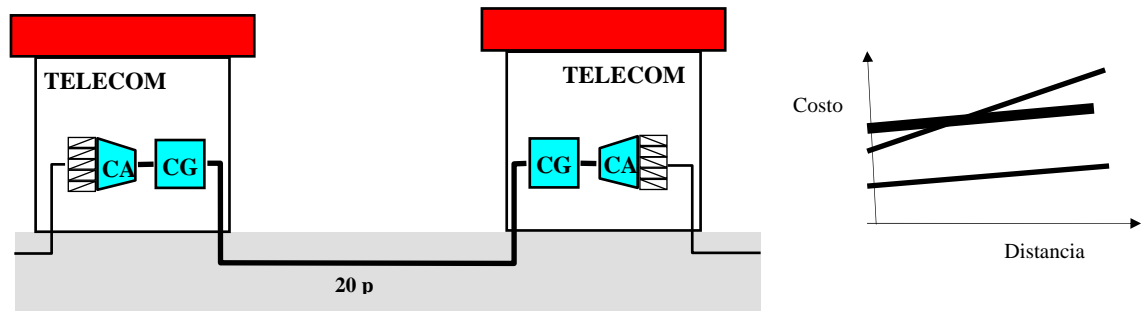 TELECOM
TELECOM
CA
CG
CG
CA
20 p
Costo
Distancia